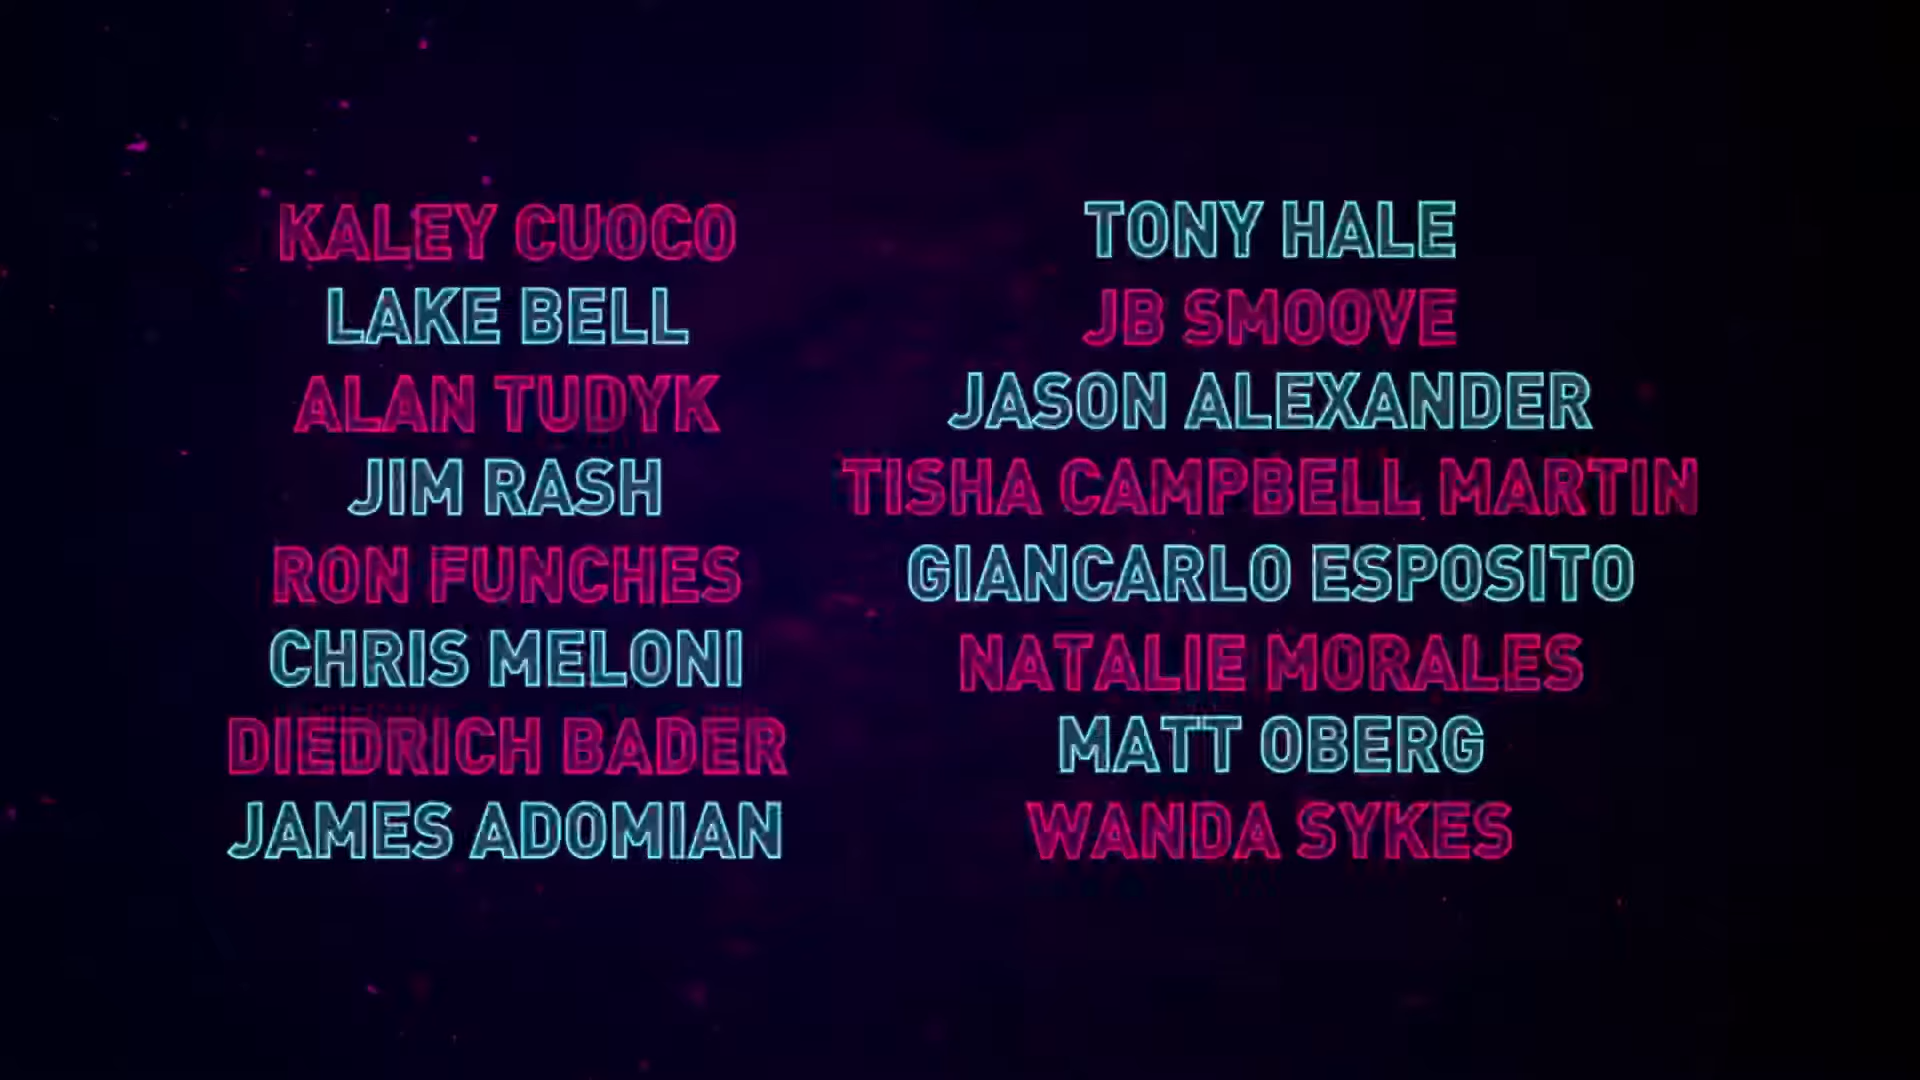 KALEY CUOCO
LAKE BELL
ALAN TUDYK
JIM RASH
RON FUNCHES
CHRIS MELONI
DIEDRICH BADER
JAMES ADOMIAN
TONY HALE
JB SMOOVE
JASON ALEXANDER
TISHA CAMPBELL MARTIN
GIANCARLO ESPOSITO
NATALIE MORALES
MATT OBERG
WANDA SYKES